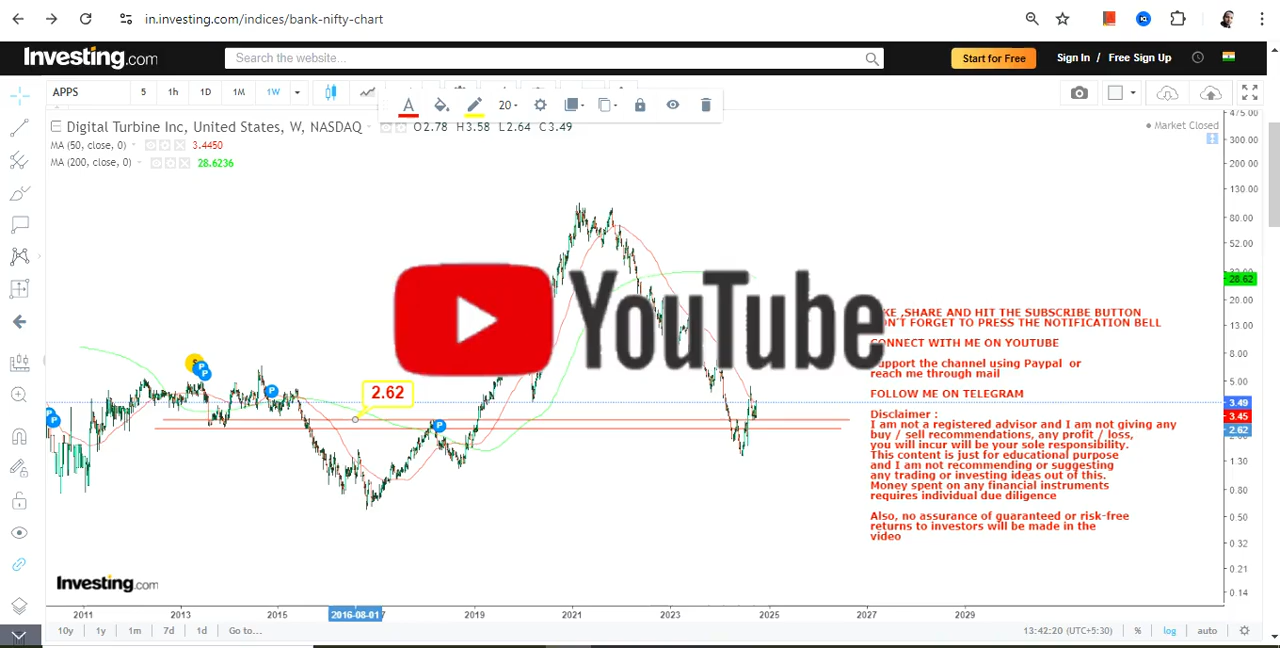 in.investing.com/indices/bank-nifty-chart
Investing.com
Search the website...
Start for Free
Sign In / Free Sign Up
APPS 5 1h 1D 1M 1W
20
Digital Turbine Inc, United States, W, NASDAQ O2.78 H3.58 L2.64 C3.49
Market Closed
MA (50, close, 0) 3.4450
MA (200, close, 0) 28.6236
475.00
300.00
200.00
130.00
80.00
52.00
28.62
20.00
13.00
8.00
5.00
3.49
3.45
2.62
1.30
0.80
0.50
0.32
0.21
0.14
YouTube
2.62
P
P
P
P
P
,SHARE AND HIT THE SUBSCRIBE BUTTON
FORGET TO PRESS THE NOTIFICATION BELL
CONNECT WITH ME ON YOUTUBE
Support the channel using Paypal or
reach me through mail
FOLLOW ME ON TELEGRAM
Disclaimer :
I am not a registered advisor and I am not giving any
buy / sell recommendations, any profit / loss,
you will incur will be your sole responsibility.
This content is just for educational purpose
and I am not recommending or suggesting
any trading or investing ideas out of this.
Money spent on any financial instruments
requires individual due diligence
Also, no assurance of guaranteed or risk-free
returns to investors will be made in the
video
Investing.com
2011 2013 2015 2016-08-01 2019 2021 2023 2025 2027 2029
10y 1y 1m 7d 1d Go to...
13:42:20 (UTC+5:30) % log auto